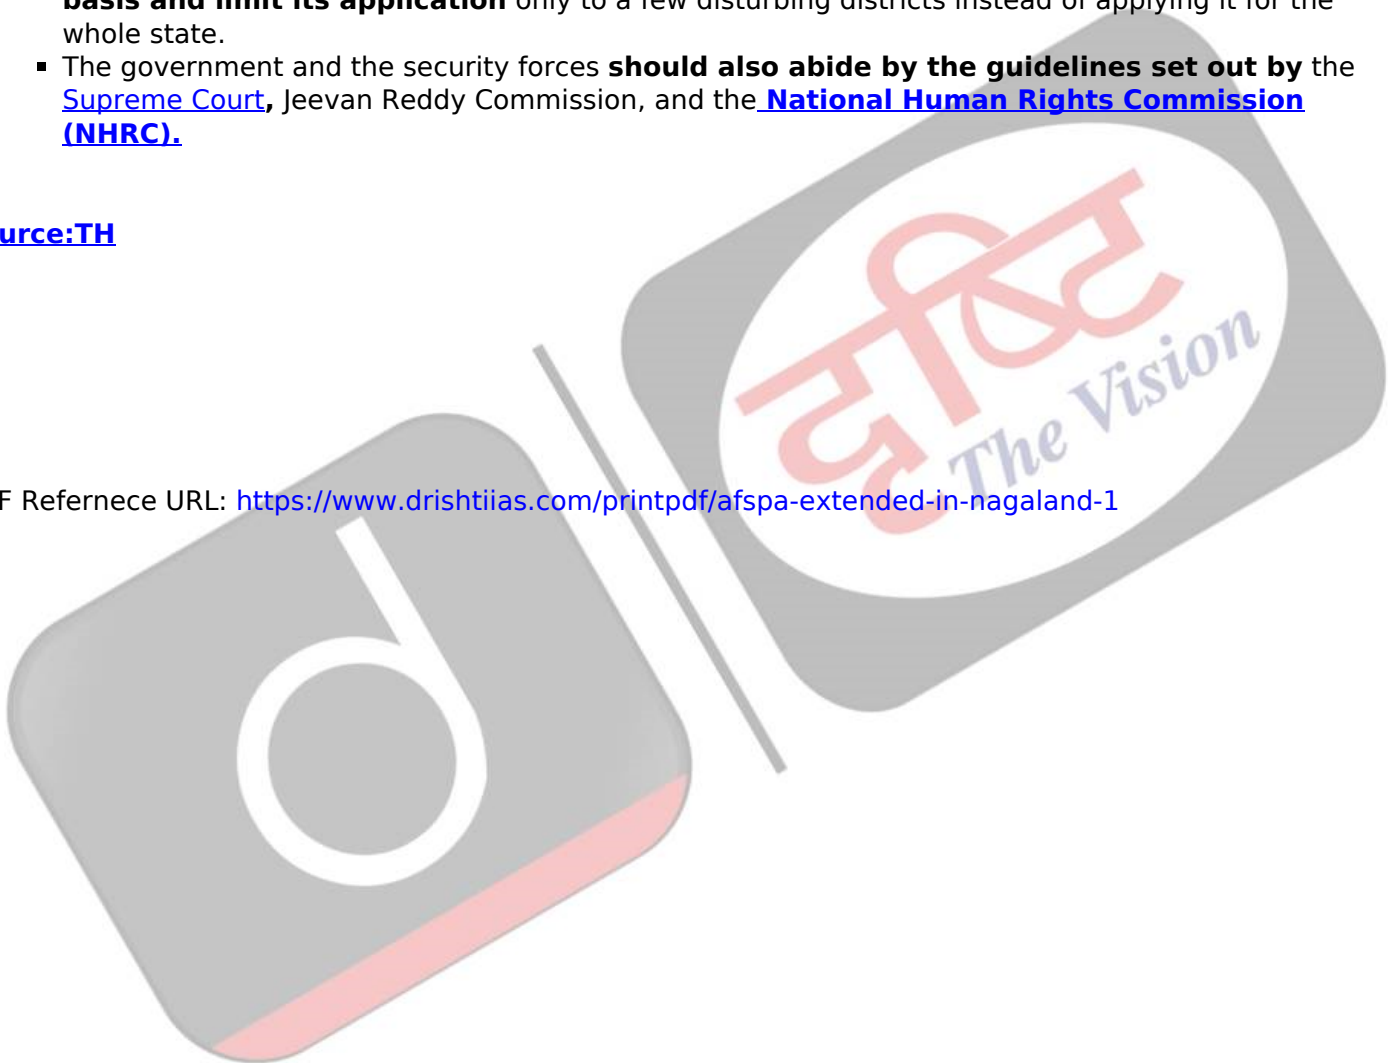 basis and limit its application only to a few disturbing districts instead of applying it for the
whole state.
▪ The government and the security forces should also abide by the guidelines set out by the
Supreme Court, Jeevan Reddy Commission, and the National Human Rights Commission
(NHRC).
urce:TH
दृष्टि
The Vision
F Refernece URL: https://www.drishtiias.com/printpdf/afspa-extended-in-nagaland-1
d